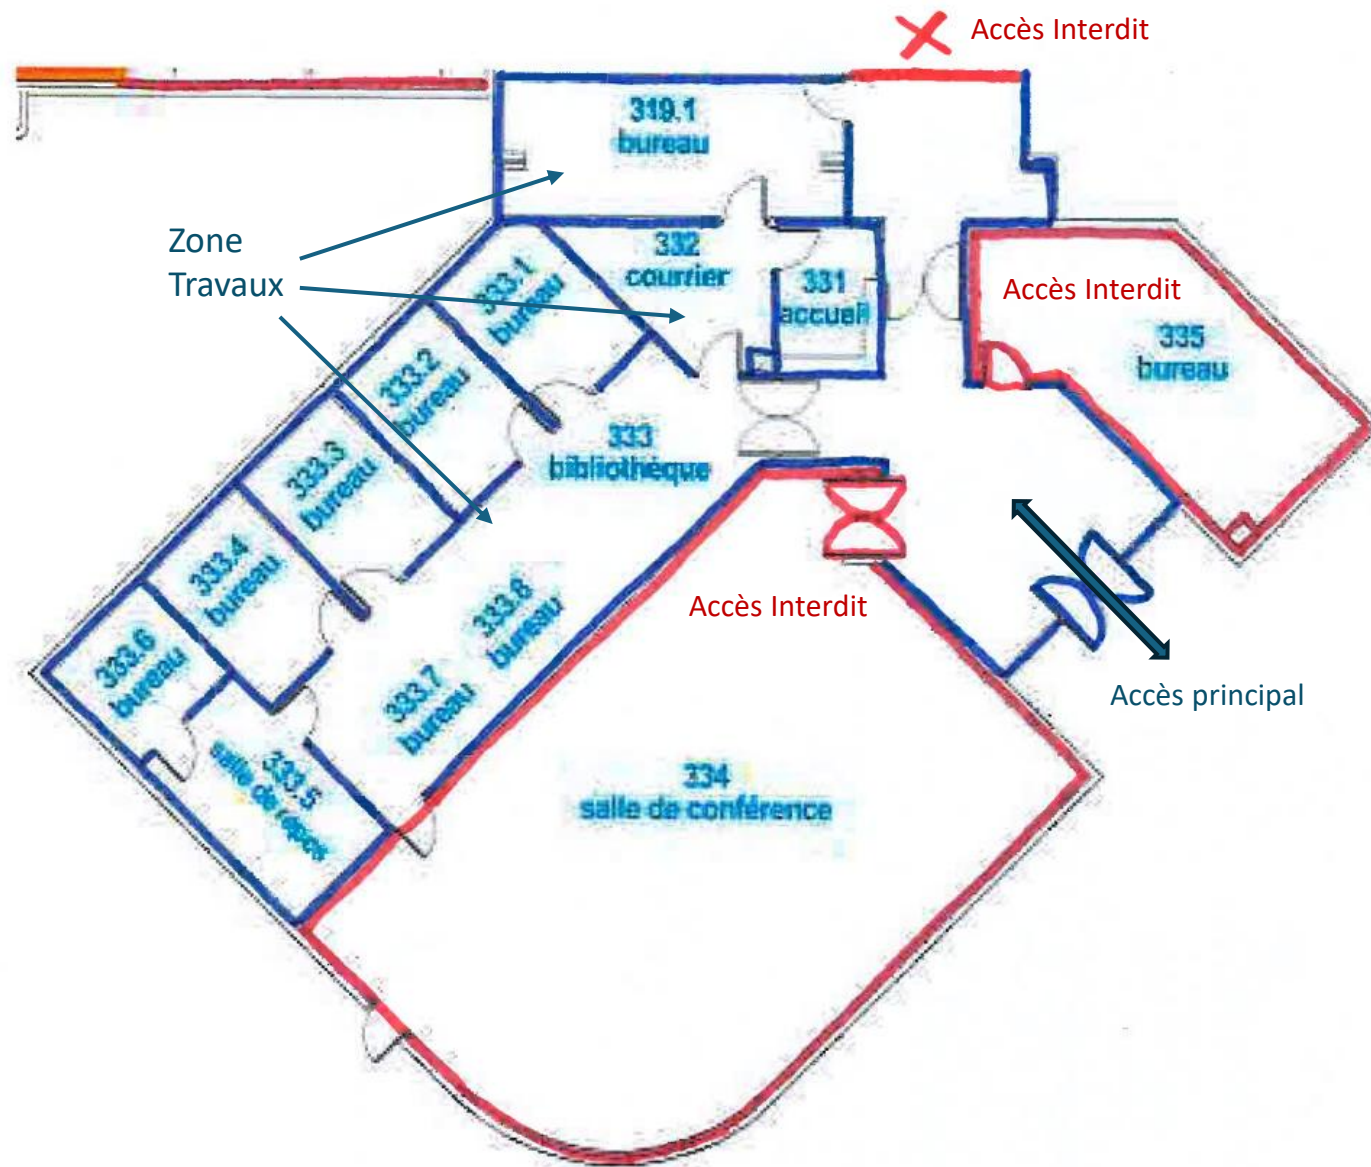 Accès Interdit
319.1
bureau
Zone
Travaux
332
courrier
331
accueil
333.1
bureau
Accès Interdit
335
bureau
333.2
bureau
333
bibliothèque
333.3
bureau
333.4
bureau
333.8
bureau
Accès Interdit
333.6
bureau
333.7
bureau
Accès principal
333.5
salle de repos
334
salle de conférence